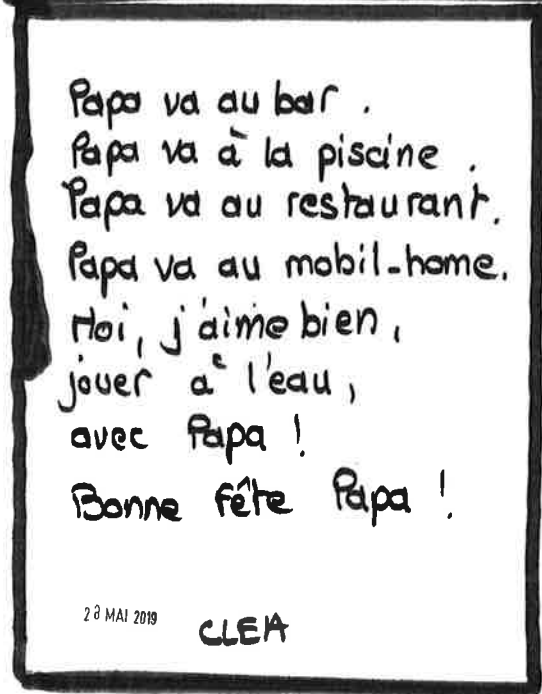 Papa va au bar .
Papa va à la piscine .
Papa va au restaurant.
Papa va au mobil-home.
Moi, j'aime bien,
jouer à l'eau,
avec Papa !
Bonne fête Papa !
MAI 2019
CLEA